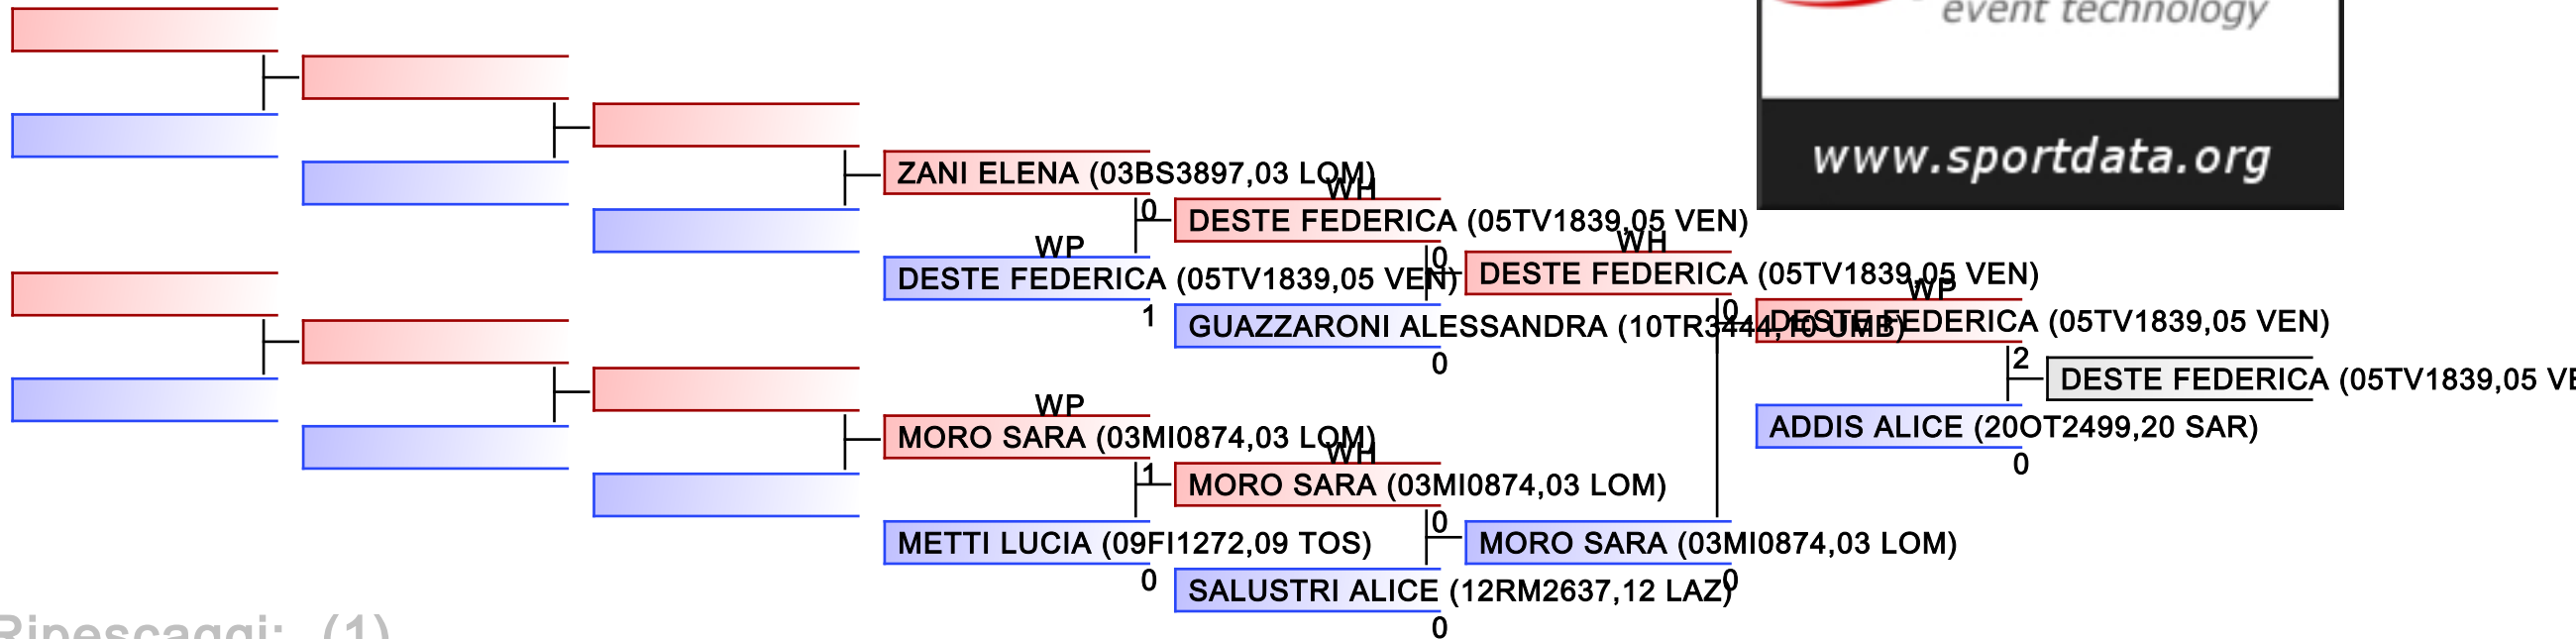 event technology
www.sportdata.org
ZANI ELENA (03BS3897,03 LOM)
WH
0
DESTE FEDERICA (05TV1839,05 VEN)
WP
DESTE FEDERICA (05TV1839,05 VEN)
1
WH
0
DESTE FEDERICA (05TV1839,05 VEN)
GUAZZARONI ALESSANDRA (10TR3444,10 UMB)
0
WP
0
DESTE FEDERICA (05TV1839,05 VEN)
2
DESTE FEDERICA (05TV1839,05 VE
ADDIS ALICE (20OT2499,20 SAR)
0
WP
MORO SARA (03MI0874,03 LOM)
WH
1
MORO SARA (03MI0874,03 LOM)
METTI LUCIA (09FI1272,09 TOS)
0
0
MORO SARA (03MI0874,03 LOM)
0
SALUSTRI ALICE (12RM2637,12 LAZ)
0
Ripescaggi: (1)